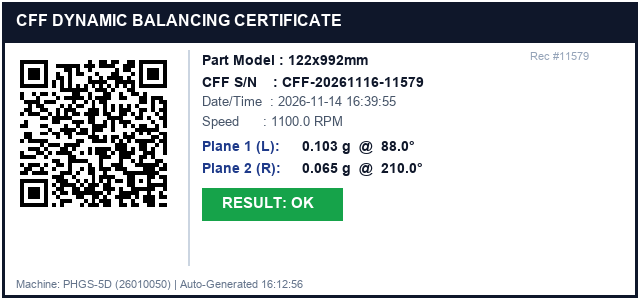 CFF DYNAMIC BALANCING CERTIFICATE
Rec #11579
Part Model : 122x992mm
CFF S/N : CFF-20261116-11579
Date/Time : 2026-11-14 16:39:55
Speed : 1100.0 RPM
Plane 1 (L): 0.103 g @ 88.0°
Plane 2 (R): 0.065 g @ 210.0°
RESULT: OK
Machine: PHGS-5D (26010050) | Auto-Generated 16:12:56